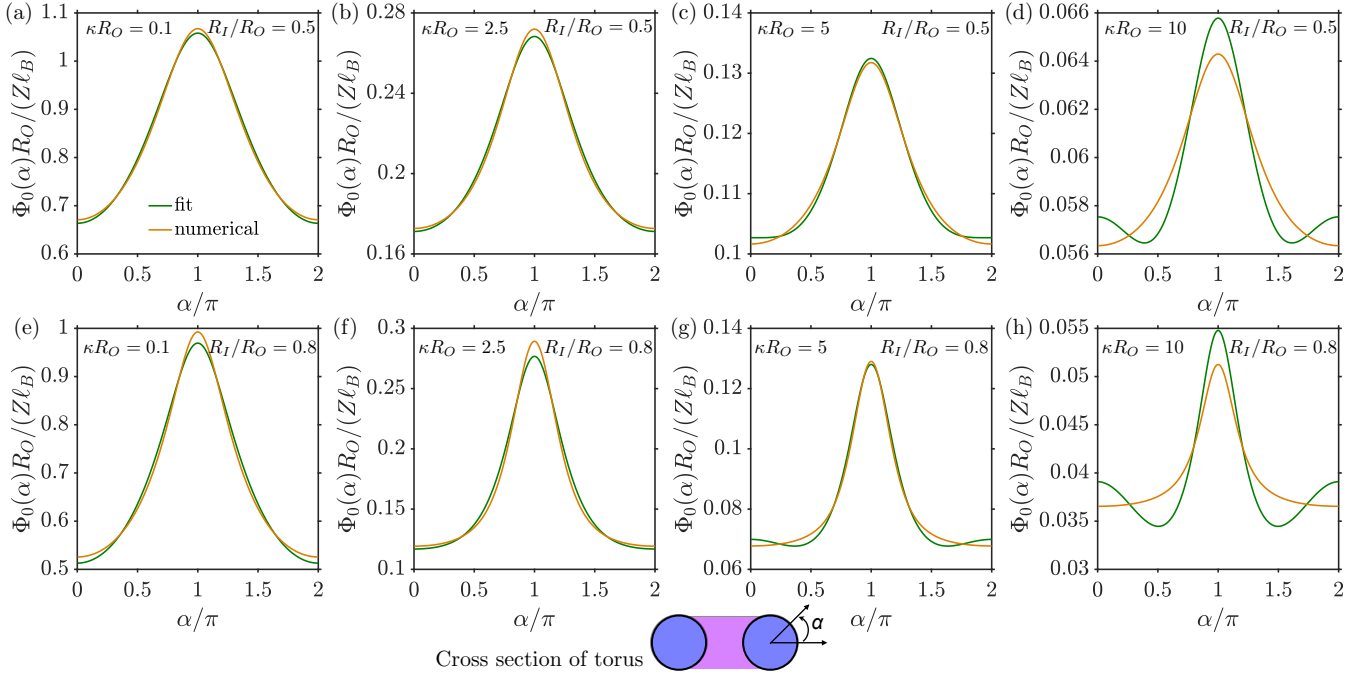 (a) κR_O = 0.1 R_I/R_O = 0.5
Φ_0(α)R_O/(Zℓ_B)
1.1
1
0.9
0.8
0.7
0.6
fit
numerical
0 0.5 1 1.5 2
α/π
(b) κR_O = 2.5 R_I/R_O = 0.5
Φ_0(α)R_O/(Zℓ_B)
0.28
0.24
0.2
0.16
0 0.5 1 1.5 2
α/π
(c) κR_O = 5 R_I/R_O = 0.5
Φ_0(α)R_O/(Zℓ_B)
0.14
0.13
0.12
0.11
0.1
0 0.5 1 1.5 2
α/π
(d) κR_O = 10 R_I/R_O = 0.5
Φ_0(α)R_O/(Zℓ_B)
0.066
0.064
0.062
0.06
0.058
0.056
0 0.5 1 1.5 2
α/π
(e) κR_O = 0.1 R_I/R_O = 0.8
Φ_0(α)R_O/(Zℓ_B)
1
0.9
0.8
0.7
0.6
0.5
0 0.5 1 1.5 2
α/π
(f) κR_O = 2.5 R_I/R_O = 0.8
Φ_0(α)R_O/(Zℓ_B)
0.3
0.25
0.2
0.15
0.1
0 0.5 1 1.5 2
α/π
(g) κR_O = 5 R_I/R_O = 0.8
Φ_0(α)R_O/(Zℓ_B)
0.14
0.12
0.1
0.08
0.06
0 0.5 1 1.5 2
α/π
(h) κR_O = 10 R_I/R_O = 0.8
Φ_0(α)R_O/(Zℓ_B)
0.055
0.05
0.045
0.04
0.035
0.03
0 0.5 1 1.5 2
α/π
α
Cross section of torus